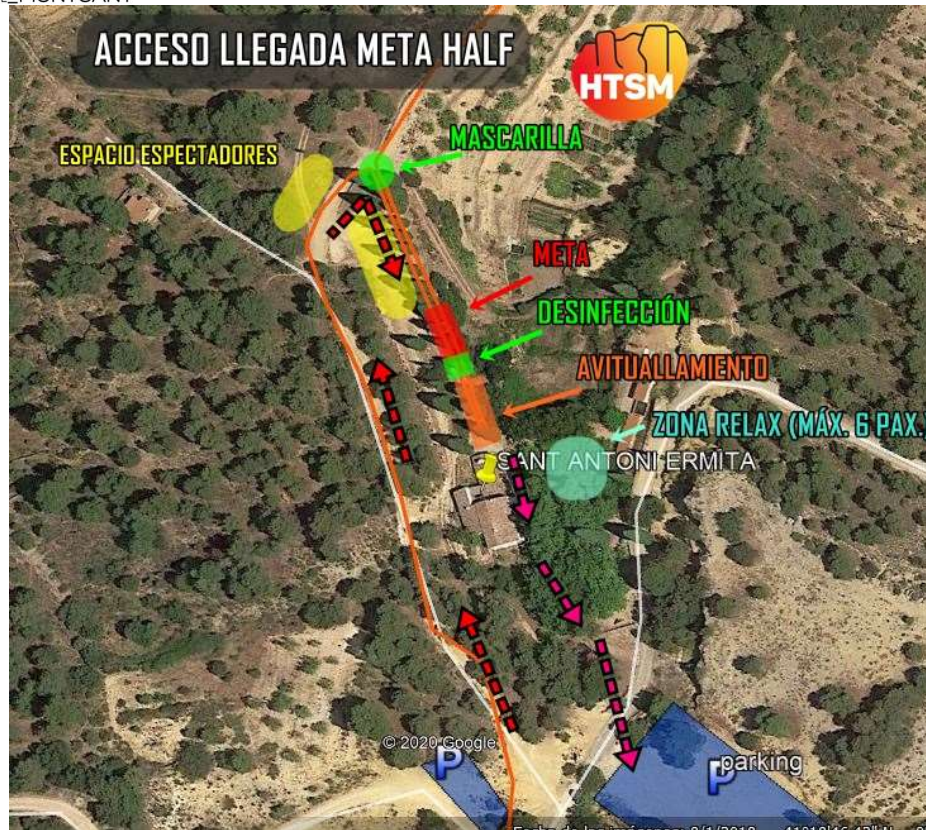 ACCESO LLEGADA META HALF
HTSM
MASCARILLA
ESPACIO ESPECTADORES
META
DESINFECCIÓN
AVITUALLAMIENTO
ZONA RELAX (MÁX. 6 PAX.
SANT ANTONI ERMITA
© 2020 Google
P
P
parking